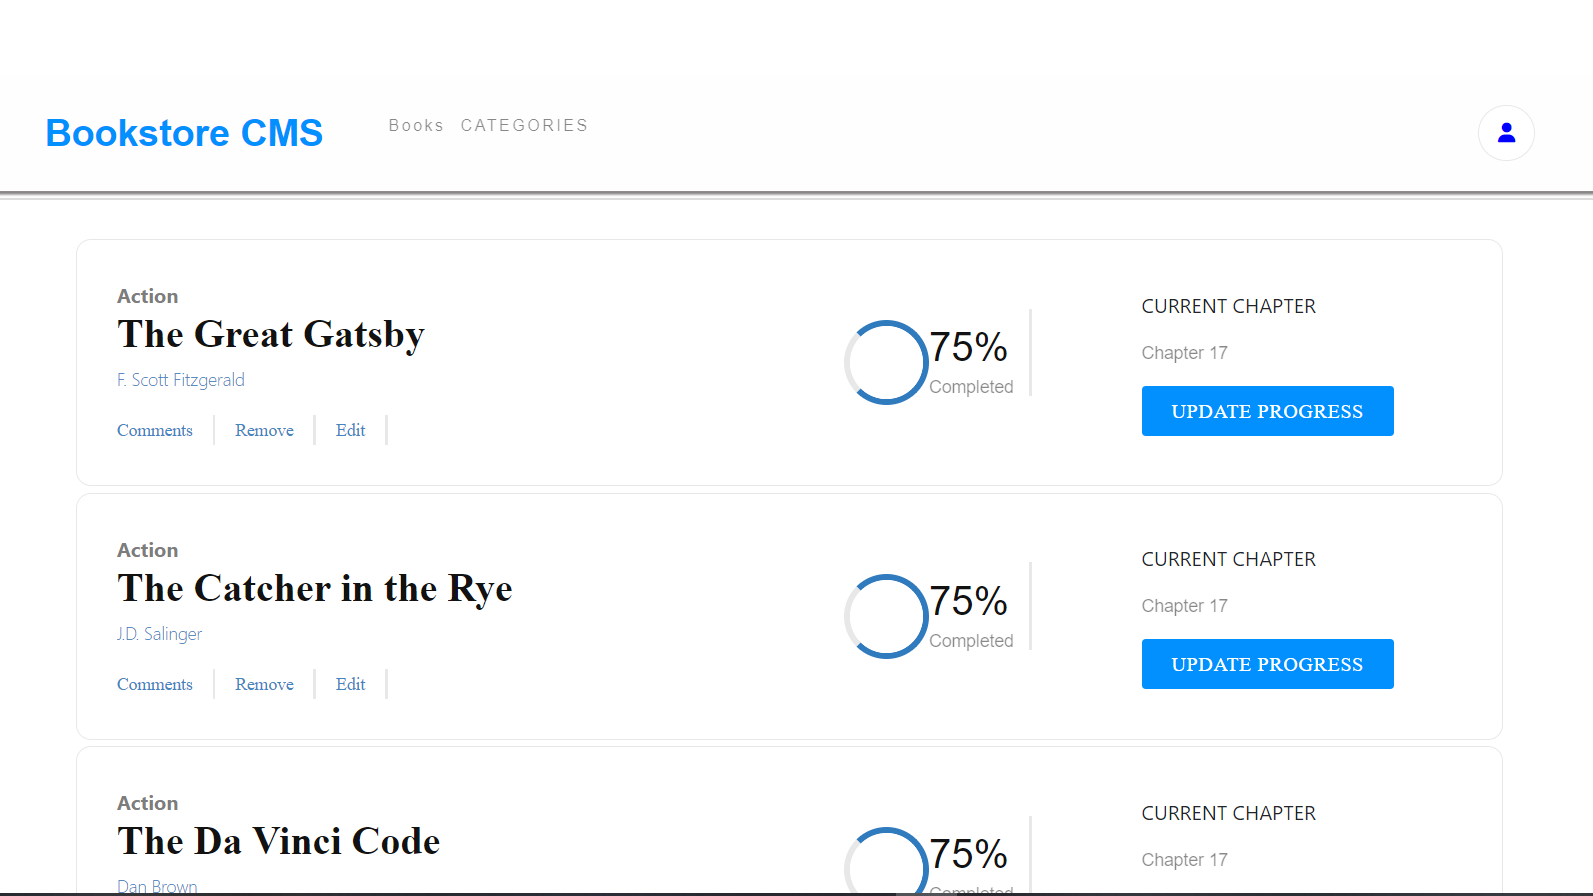 Bookstore CMS
Books CATEGORIES
Action
The Great Gatsby
F. Scott Fitzgerald
Comments Remove Edit
75%
Completed
CURRENT CHAPTER
Chapter 17
UPDATE PROGRESS
Action
The Catcher in the Rye
J.D. Salinger
Comments Remove Edit
75%
Completed
CURRENT CHAPTER
Chapter 17
UPDATE PROGRESS
Action
The Da Vinci Code
Dan Brown
75%
Completed
CURRENT CHAPTER
Chapter 17